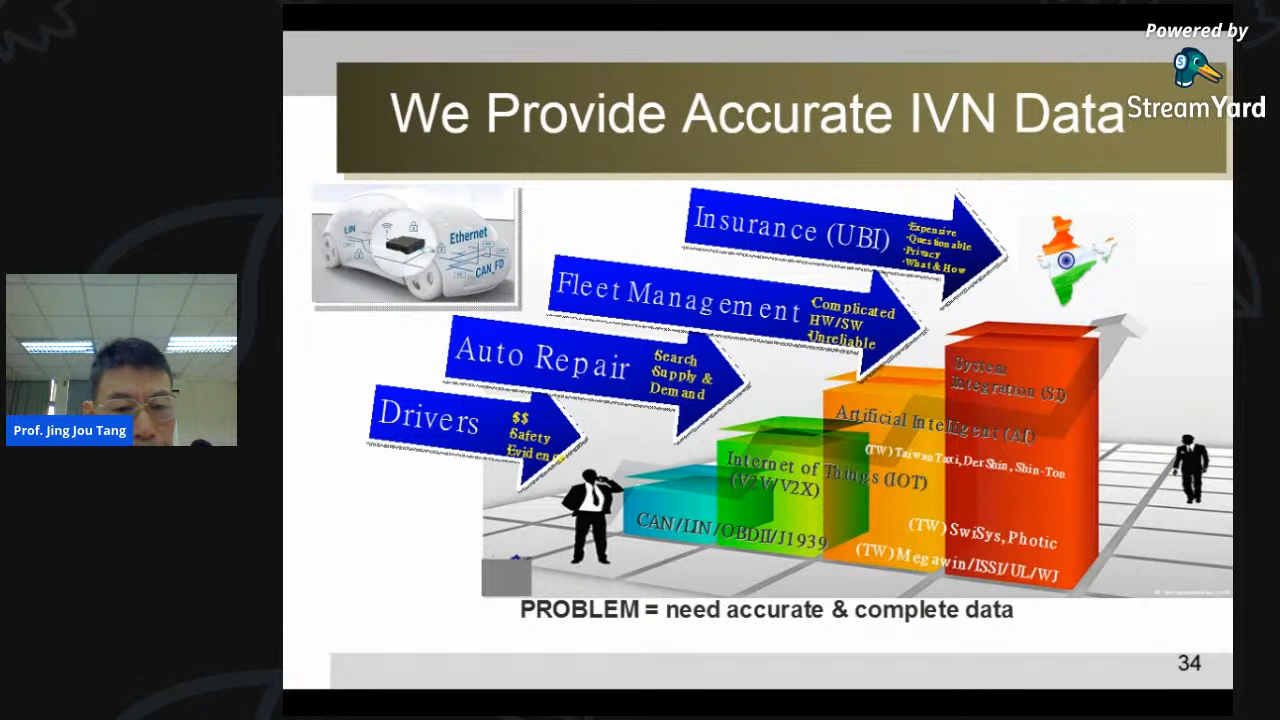 Powered by
StreamYard
We Provide Accurate IVN Data
LIN
Ethernet
CAN_FD
Insurance (UBI)
·Expensive
·Questionable
·Privacy
·What & How
Fleet Management
·Complicated
HW/SW
·Unreliable
Auto Repair
·Search
·Supply &
Demand
Drivers
$$
·Safety
System
Integration (SI)
Artificial Intelligent (AI)
(TW) Taiwan Taxi, Der Shin, Shin-Ton
Internet of Things (IOT)
(V2V/V2X)
CAN/LIN/OBDII/J1939
(TW) SwiSys, Photic
(TW) Megawin/ISSI/UL/WJ
Prof. Jing Jou Tang
PROBLEM = need accurate & complete data
34